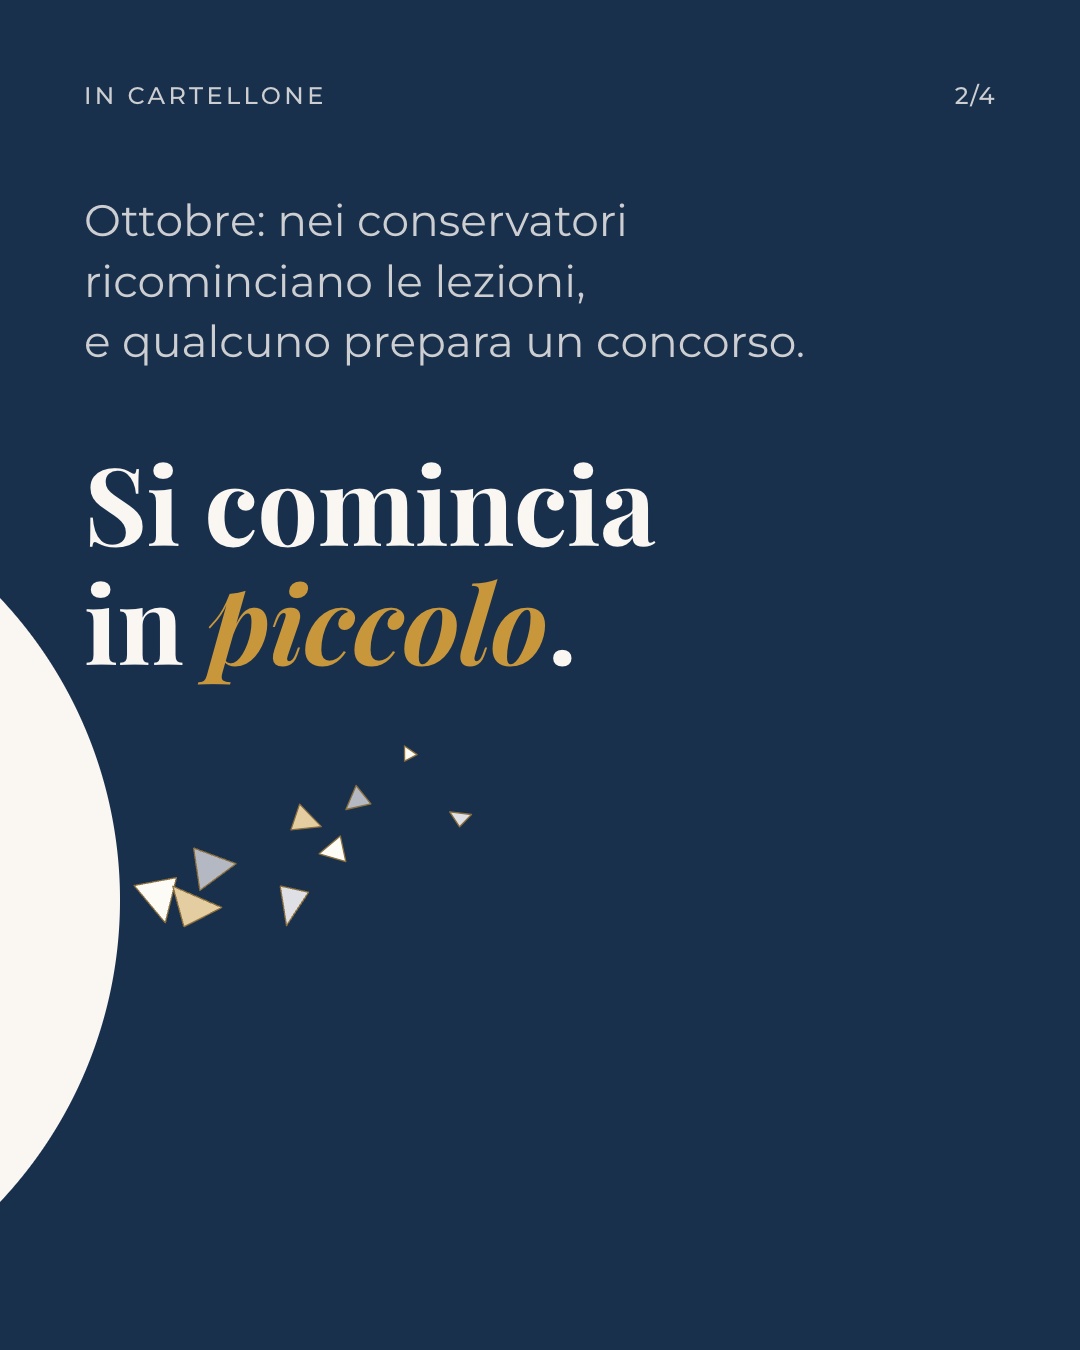 IN CARTELLONE
2/4
Ottobre: nei conservatori
ricominciano le lezioni,
e qualcuno prepara un concorso.
Si comincia
in piccolo.